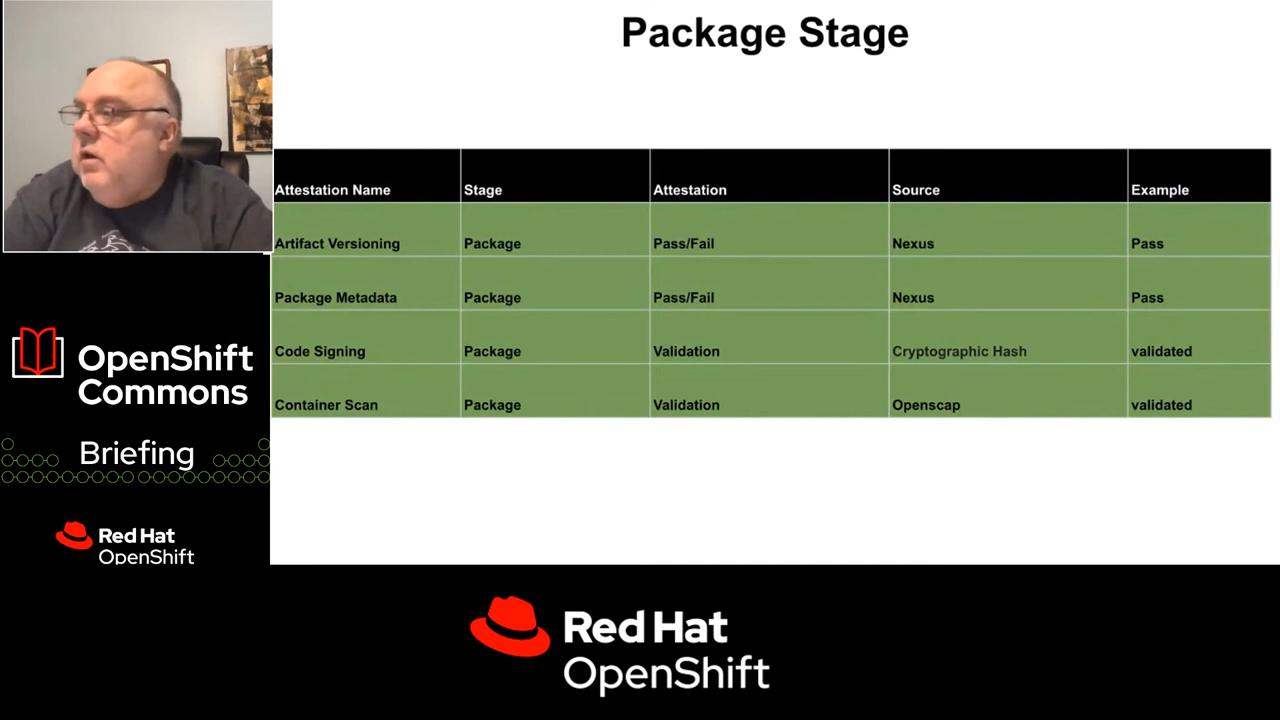 Package Stage
Attestation Name Stage Attestation Source Example
Artifact Versioning Package Pass/Fail Nexus Pass
Package Metadata Package Pass/Fail Nexus Pass
Code Signing Package Validation Cryptographic Hash validated
Container Scan Package Validation Openscap validated
OpenShift
Commons
Briefing
Red Hat
OpenShift
Red Hat
OpenShift